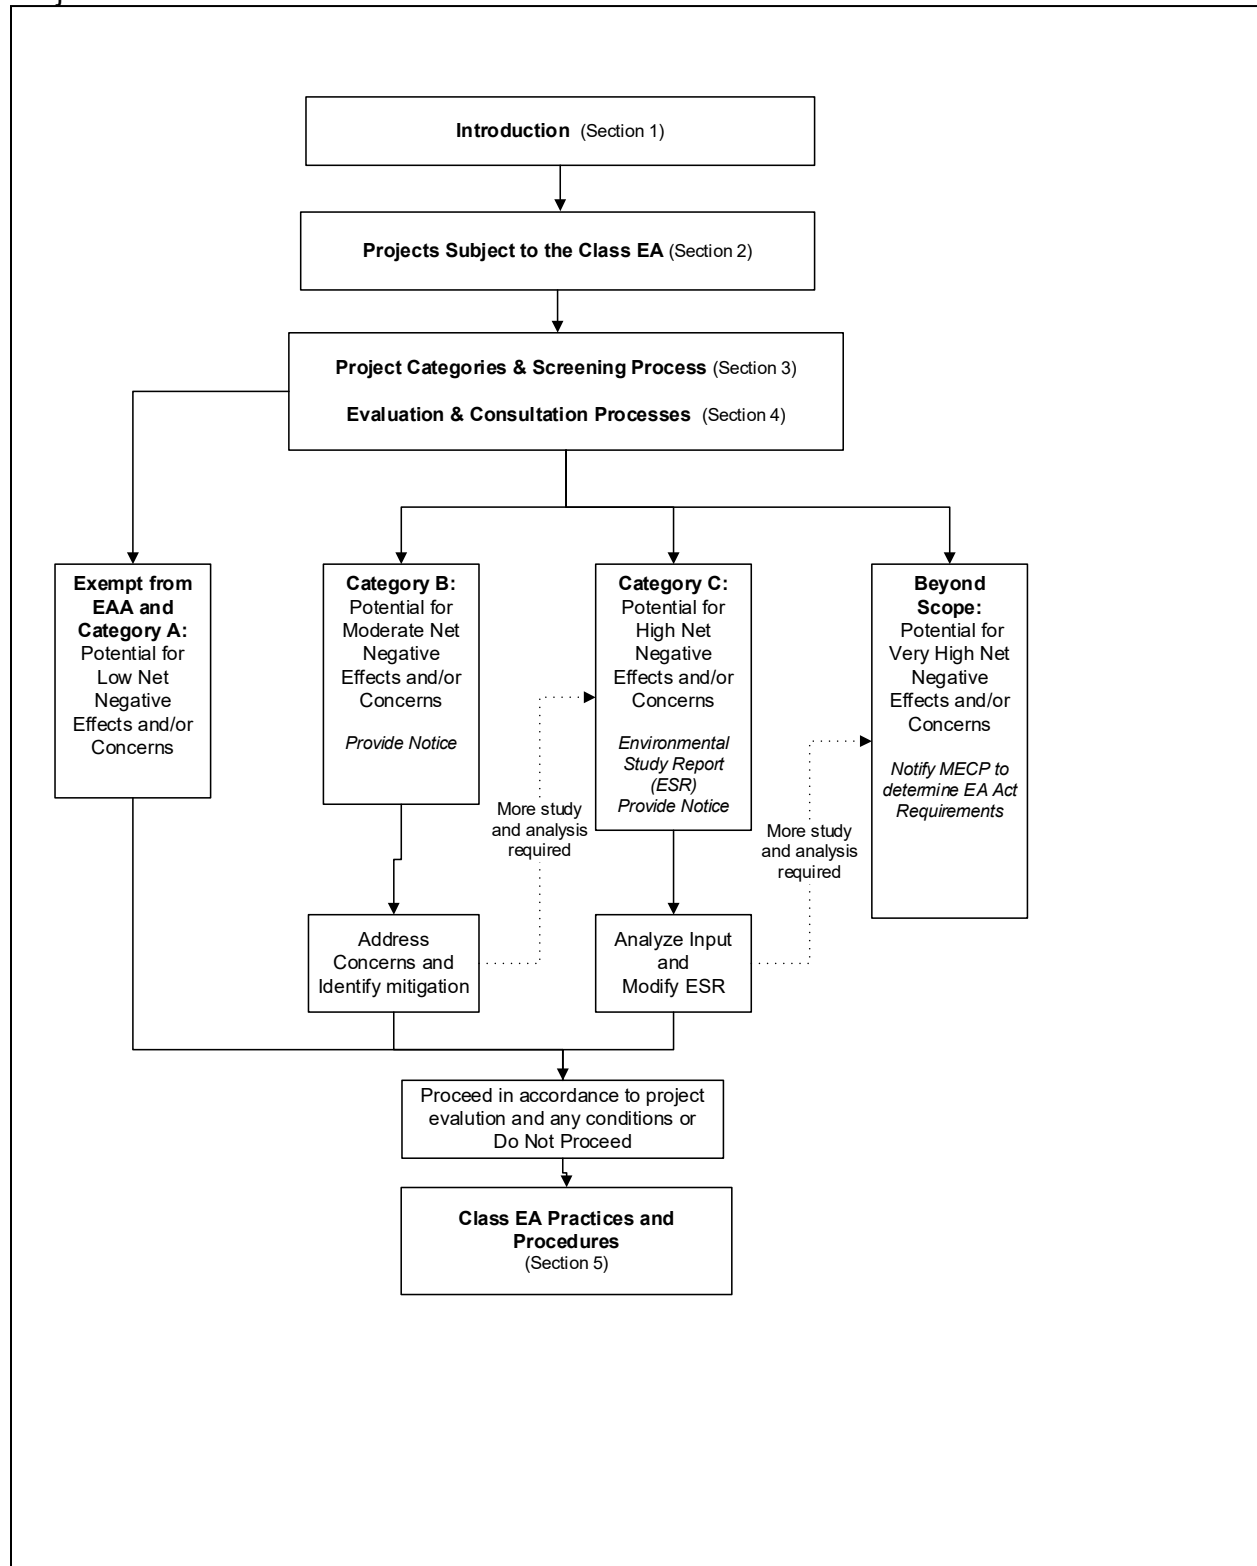 Introduction (Section 1)
Projects Subject to the Class EA (Section 2)
Project Categories & Screening Process (Section 3)
Evaluation & Consultation Processes (Section 4)
Exempt from
EAA and
Category A:
Potential for
Low Net
Negative
Effects and/or
Concerns
Category B:
Potential for
Moderate Net
Negative
Effects and/or
Concerns
Provide Notice
Category C:
Potential for
High Net
Negative
Effects and/or
Concerns
Environmental
Study Report
(ESR)
Provide Notice
Beyond
Scope:
Potential for
Very High Net
Negative
Effects and/or
Concerns
Notify MECP to
determine EA Act
Requirements
More study
and analysis
required
More study
and analysis
required
Address
Concerns and
Identify mitigation
Analyze Input
and
Modify ESR
Proceed in accordance to project
evalution and any conditions or
Do Not Proceed
Class EA Practices and
Procedures
(Section 5)